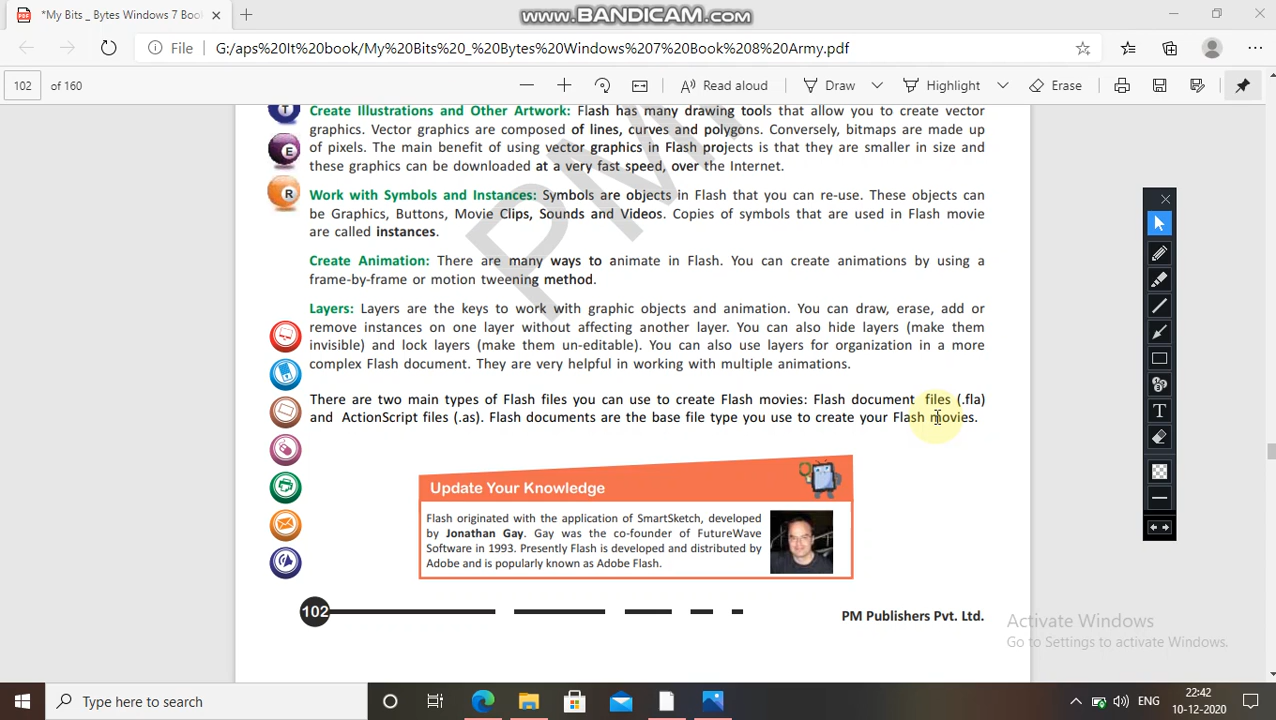 *My Bits _ Bytes Windows 7 Boo
www.BANDICAM.com
File
G:/aps%20It%20book/My%20Bits%20_%20Bytes%20Windows%207%20Book%208%20Army.pdf
102 of 160
Read aloud
Draw
Highlight
Erase
T
Create Illustrations and Other Artwork: Flash has many drawing tools that allow you to create vector
graphics. Vector graphics are composed of lines, curves and polygons. Conversely, bitmaps are made up
E
of pixels. The main benefit of using vector graphics in Flash projects is that they are smaller in size and
these graphics can be downloaded at a very fast speed, over the Internet.
R
Work with Symbols and Instances: Symbols are objects in Flash that you can re-use. These objects can
be Graphics, Buttons, Movie Clips, Sounds and Videos. Copies of symbols that are used in Flash movie
are called instances.
PM
Create Animation: There are many ways to animate in Flash. You can create animations by using a
frame-by-frame or motion tweening method.
Layers: Layers are the keys to work with graphic objects and animation. You can draw, erase, add or
remove instances on one layer without affecting another layer. You can also hide layers (make them
invisible) and lock layers (make them un-editable). You can also use layers for organization in a more
complex Flash document. They are very helpful in working with multiple animations.
There are two main types of Flash files you can use to create Flash movies: Flash document files (.fla)
and ActionScript files (.as). Flash documents are the base file type you use to create your Flash movies.
Update Your Knowledge
Flash originated with the application of SmartSketch, developed
by Jonathan Gay. Gay was the co-founder of FutureWave
Software in 1993. Presently Flash is developed and distributed by
Adobe and is popularly known as Adobe Flash.
102
PM Publishers Pvt. Ltd.
Activate Windows
Go to Settings to activate Windows.
Type here to search
ENG
22:42
10-12-2020